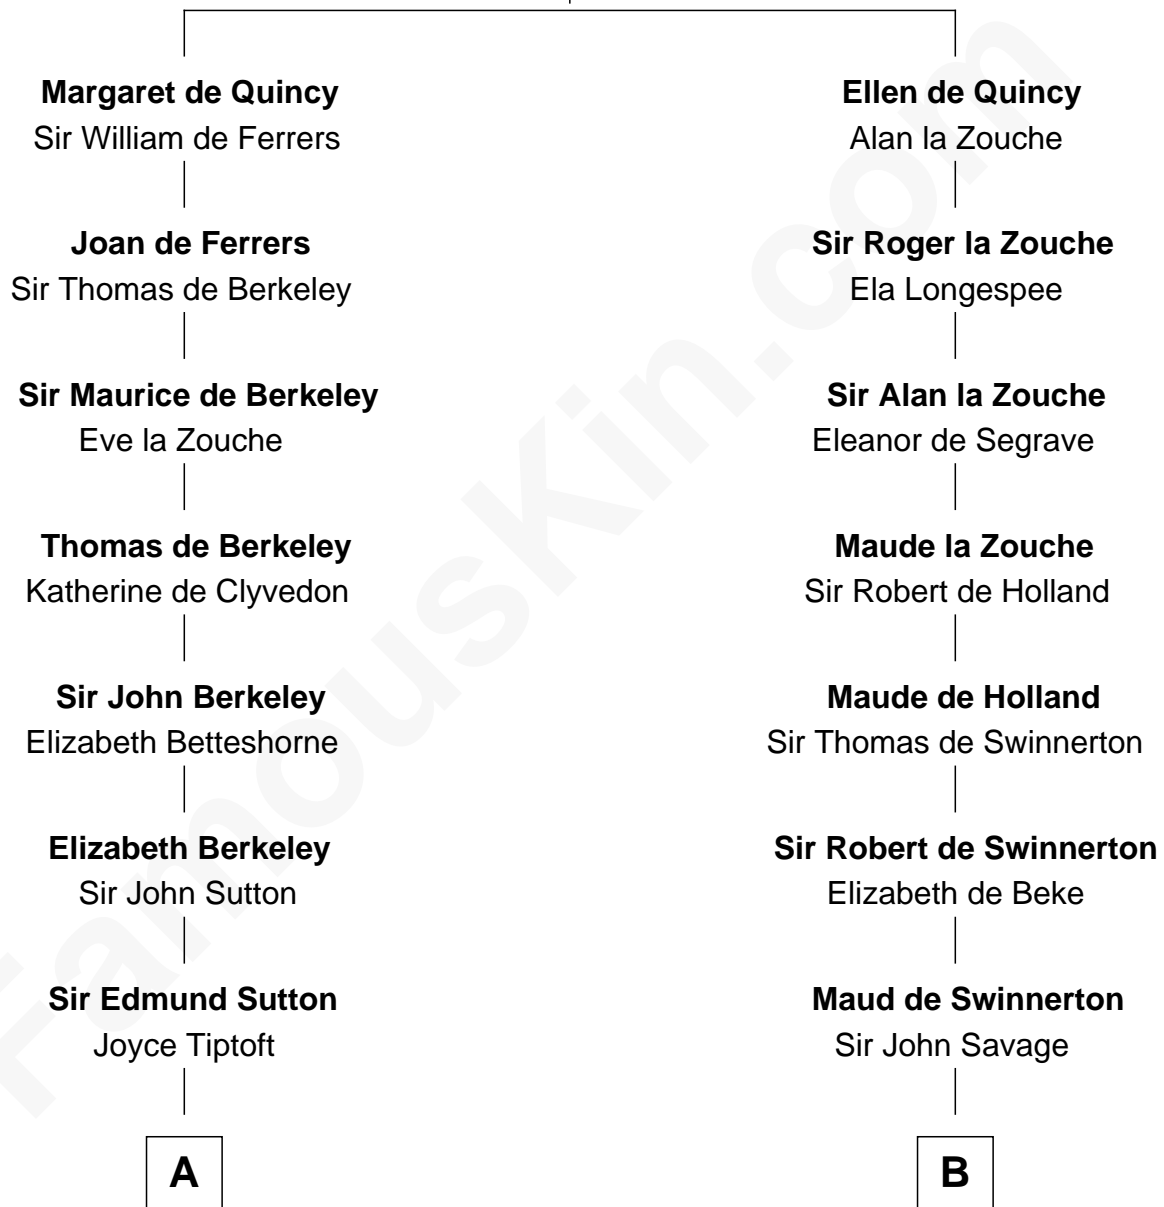 Margaret de Quincy
Sir William de Ferrers
Joan de Ferrers
Sir Thomas de Berkeley
Sir Maurice de Berkeley
Eve la Zouche
Thomas de Berkeley
Katherine de Clyvedon
Sir John Berkeley
Elizabeth Betteshorne
Elizabeth Berkeley
Sir John Sutton
Sir Edmund Sutton
Joyce Tiptoft
A
Ellen de Quincy
Alan la Zouche
Sir Roger la Zouche
Ela Longespee
Sir Alan la Zouche
Eleanor de Segrave
Maude la Zouche
Sir Robert de Holland
Maude de Holland
Sir Thomas de Swinnerton
Sir Robert de Swinnerton
Elizabeth de Beke
Maud de Swinnerton
Sir John Savage
B
FamousKin.com